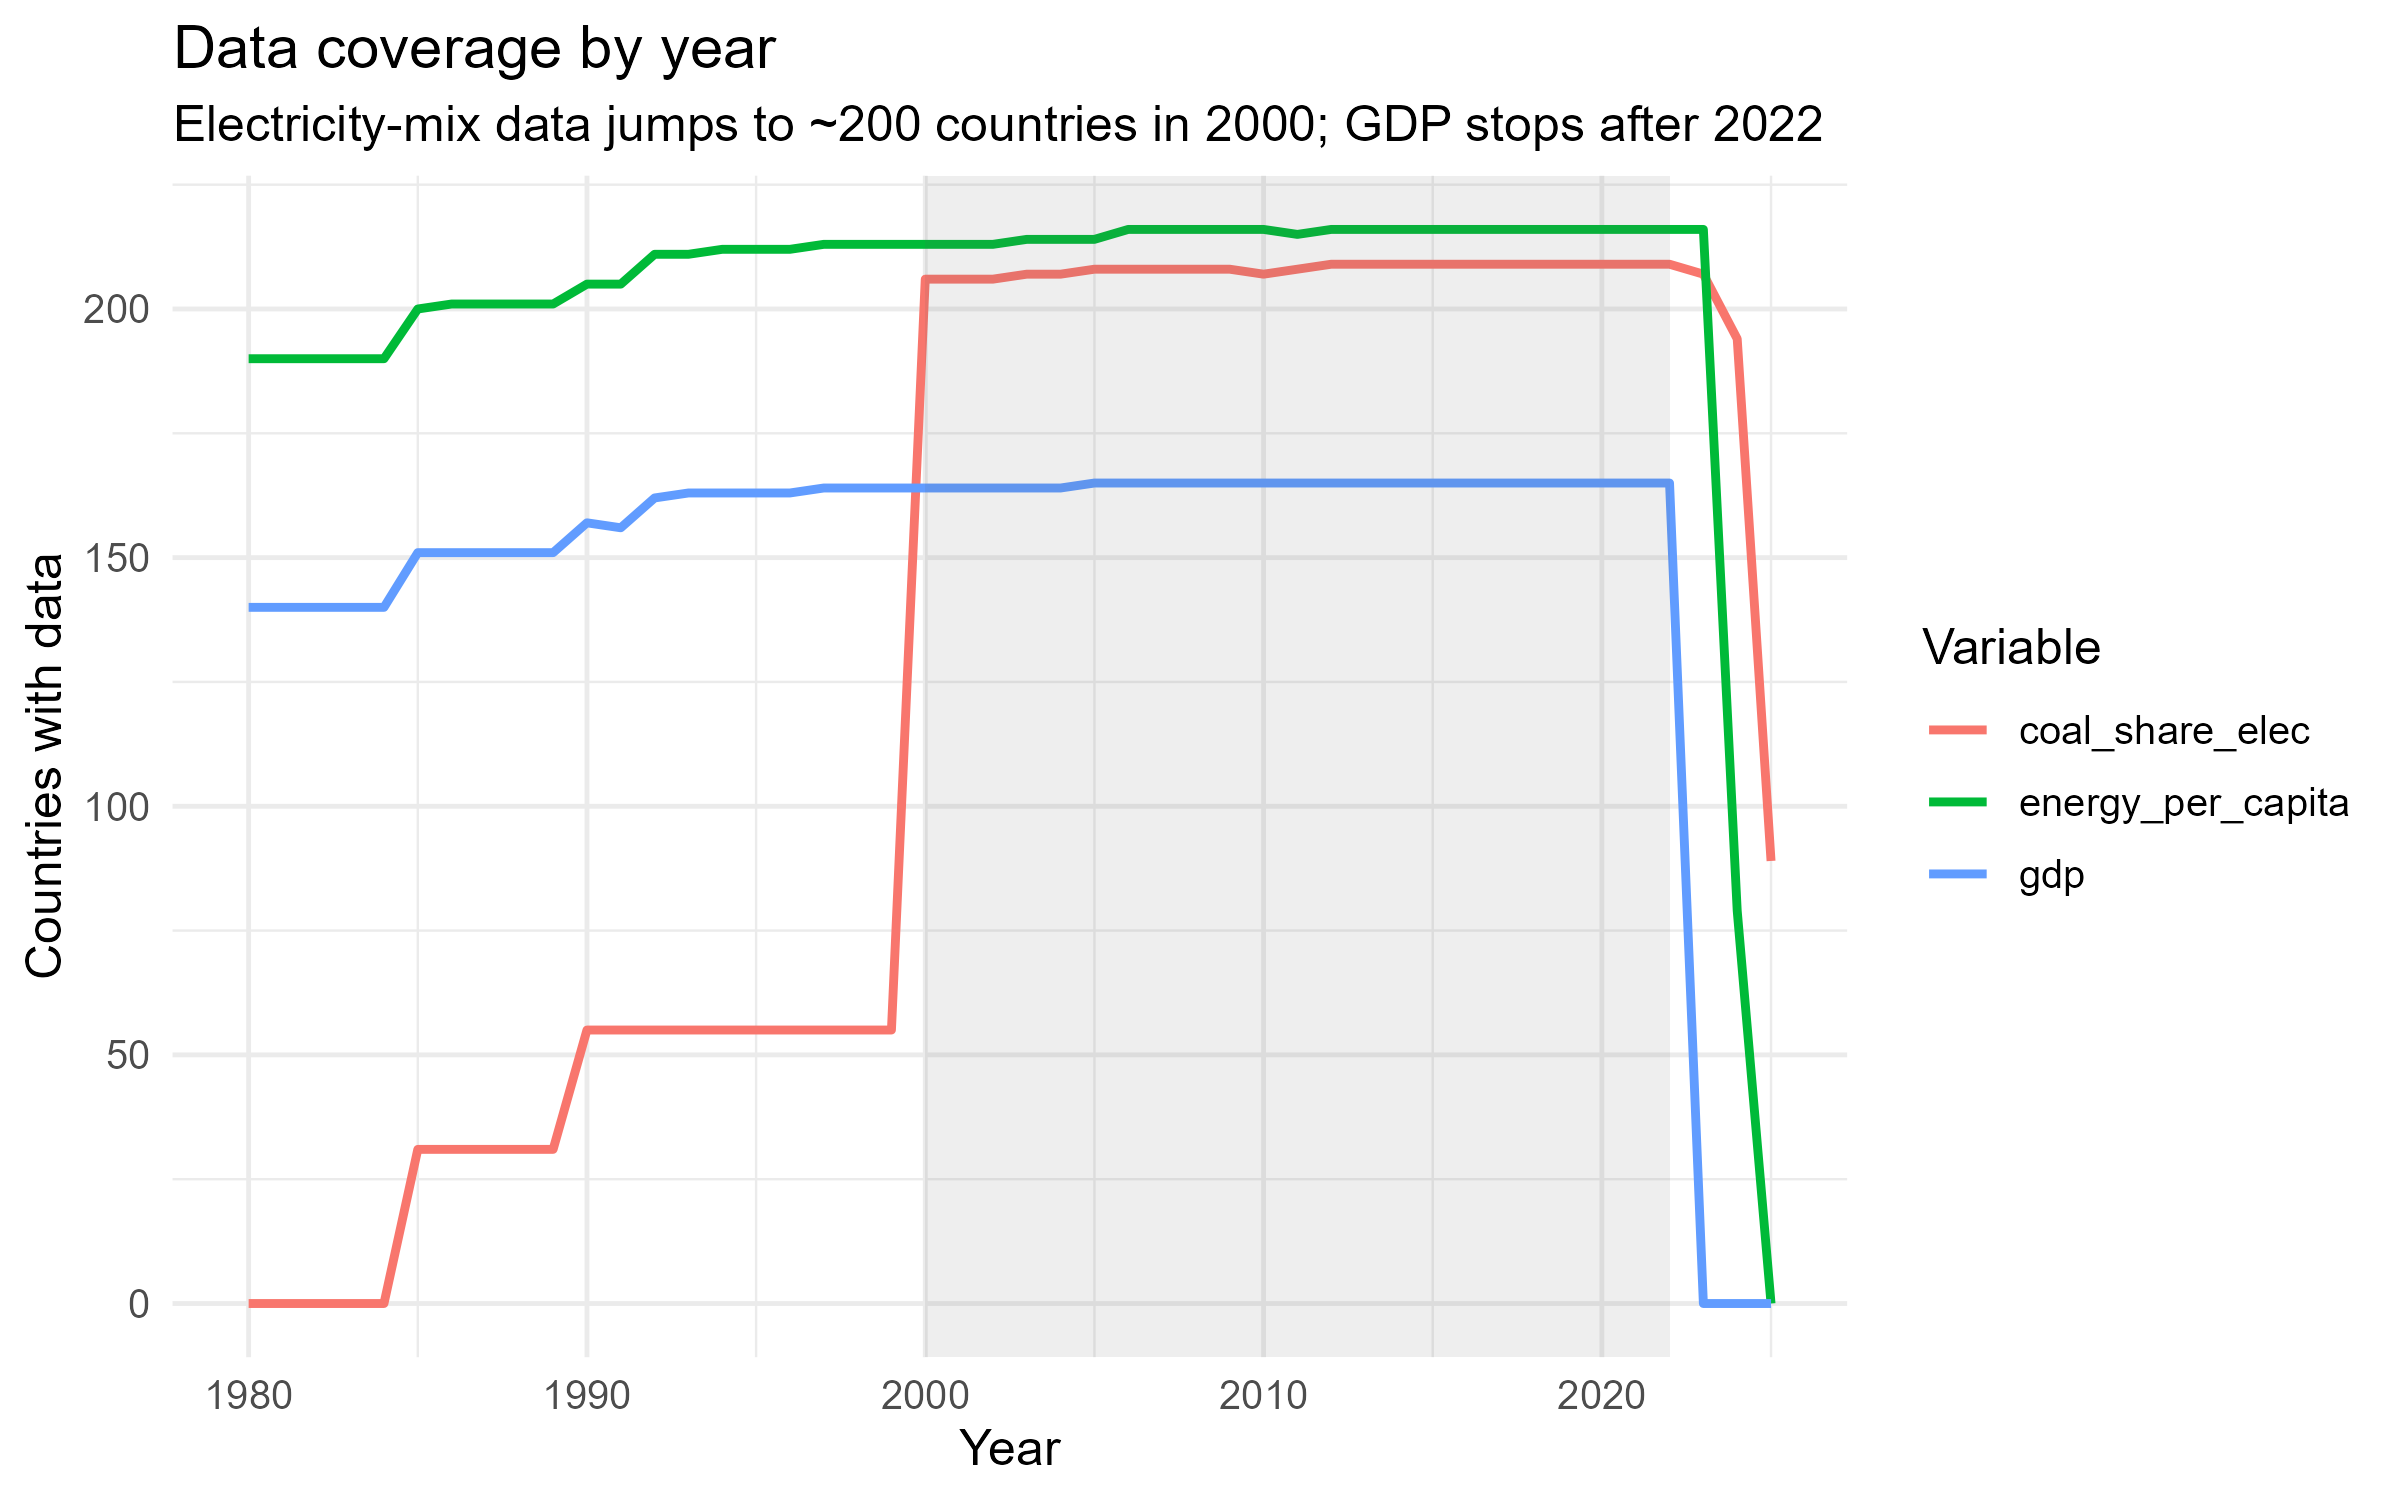 Data coverage by year
Electricity-mix data jumps to ~200 countries in 2000; GDP stops after 2022
Countries with data
200
150
100
50
0
1980
1990
2000
2010
2020
Year
Variable
coal_share_elec
energy_per_capita
gdp